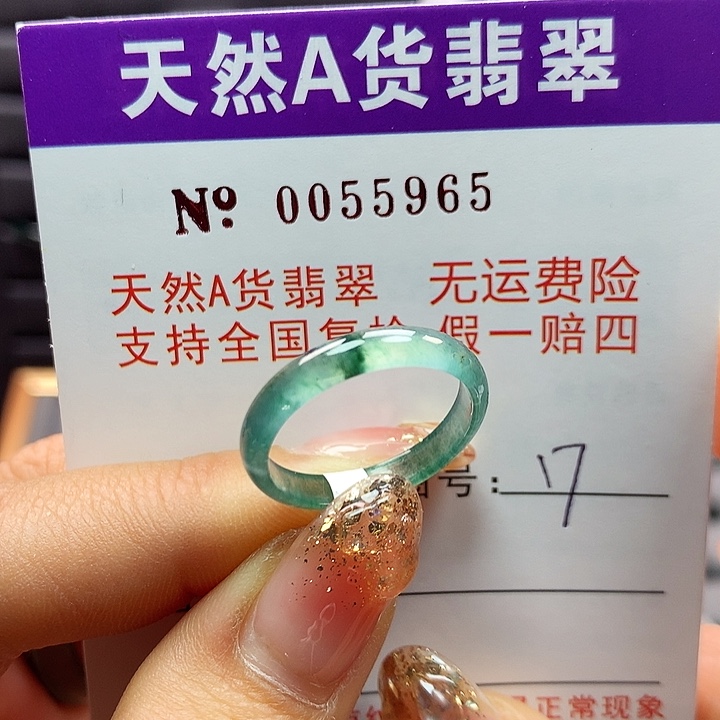 天然A货翡翠
№ 0055965
天然A货翡翠 无运费险
支持全国复检 假一赔四
号: 17
正常现象